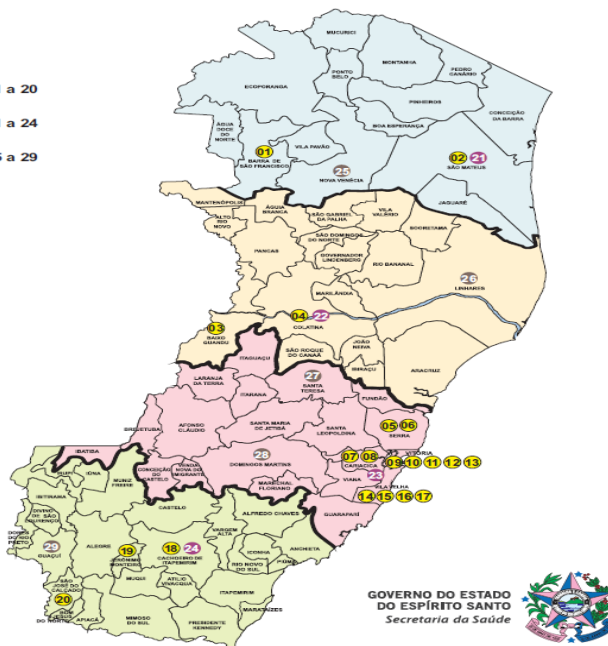 a 20
a 24
a 29
MUCURICI
MONTANHA
PONTO
BELO
PEDRO
CANÁRIO
ECOPORANGA
PINHEIROS
CONCEIÇÃO
DA BARRA
ÁGUA
DOCE DO
NORTE
BOA ESPERANÇA
VILA PAVÃO
01
BARRA DE
SÃO FRANCISCO
02 21
SÃO MATEUS
25
NOVA VENÉCIA
JAGUARÉ
MANTENÓPOLIS
ÁGUA
BRANCA
ALTO
RIO
NOVO
SÃO GABRIEL
DA PALHA
VILA
VALÉRIO
SOORETAMA
PANCAS
SÃO DOMINGOS
DO NORTE
GOVERNADOR
LINDENBERG
RIO BANANAL
26
LINHARES
MARILÂNDIA
04 22
COLATINA
03
BAIXO
GUANDU
SÃO ROQUE
DO CANAÃ
JOÃO
NEIVA
IBIRAÇU
ARACRUZ
ITAGUAÇU
LARANJA
DA TERRA
27
SANTA
TERESA
ITARANA
FUNDÃO
BREJETUBA
AFONSO
CLÁUDIO
SANTA MARIA
DE JETIBÁ
SANTA
LEOPOLDINA
05 06
SERRA
IBATIBA
28
DOMINGOS MARTINS
07 08
CARIACICA
VITÓRIA
09 10 11 12 13
CONCEIÇÃO
DO
CASTELO
VENDA
NOVA DO
IMIGRANTE
MARECHAL
FLORIANO
VIANA
23
VILA VELHA
14 15 16 17
GUARAPARI
IÚNA
MUNIZ
FREIRE
IBITIRAMA
CASTELO
ALFREDO CHAVES
DIVINO
DE SÃO
LOURENÇO
VARGEM
ALTA
ANCHIETA
29
GUAÇUÍ
ALEGRE
19
JERÔNIMO
MONTEIRO
18 24
CACHOEIRO DE
ITAPEMIRIM
ICONHA
PIÚMA
RIO NOVO
DO SUL
SÃO
JOSÉ DO
CALÇADO
20
MUQUI
ATILIO
VIVACQUA
ITAPEMIRIM
MARATAÍZES
APIACÁ
MIMOSO
DO SUL
PRESIDENTE
KENNEDY
GOVERNO DO ESTADO
DO ESPÍRITO SANTO
Secretaria da Saúde